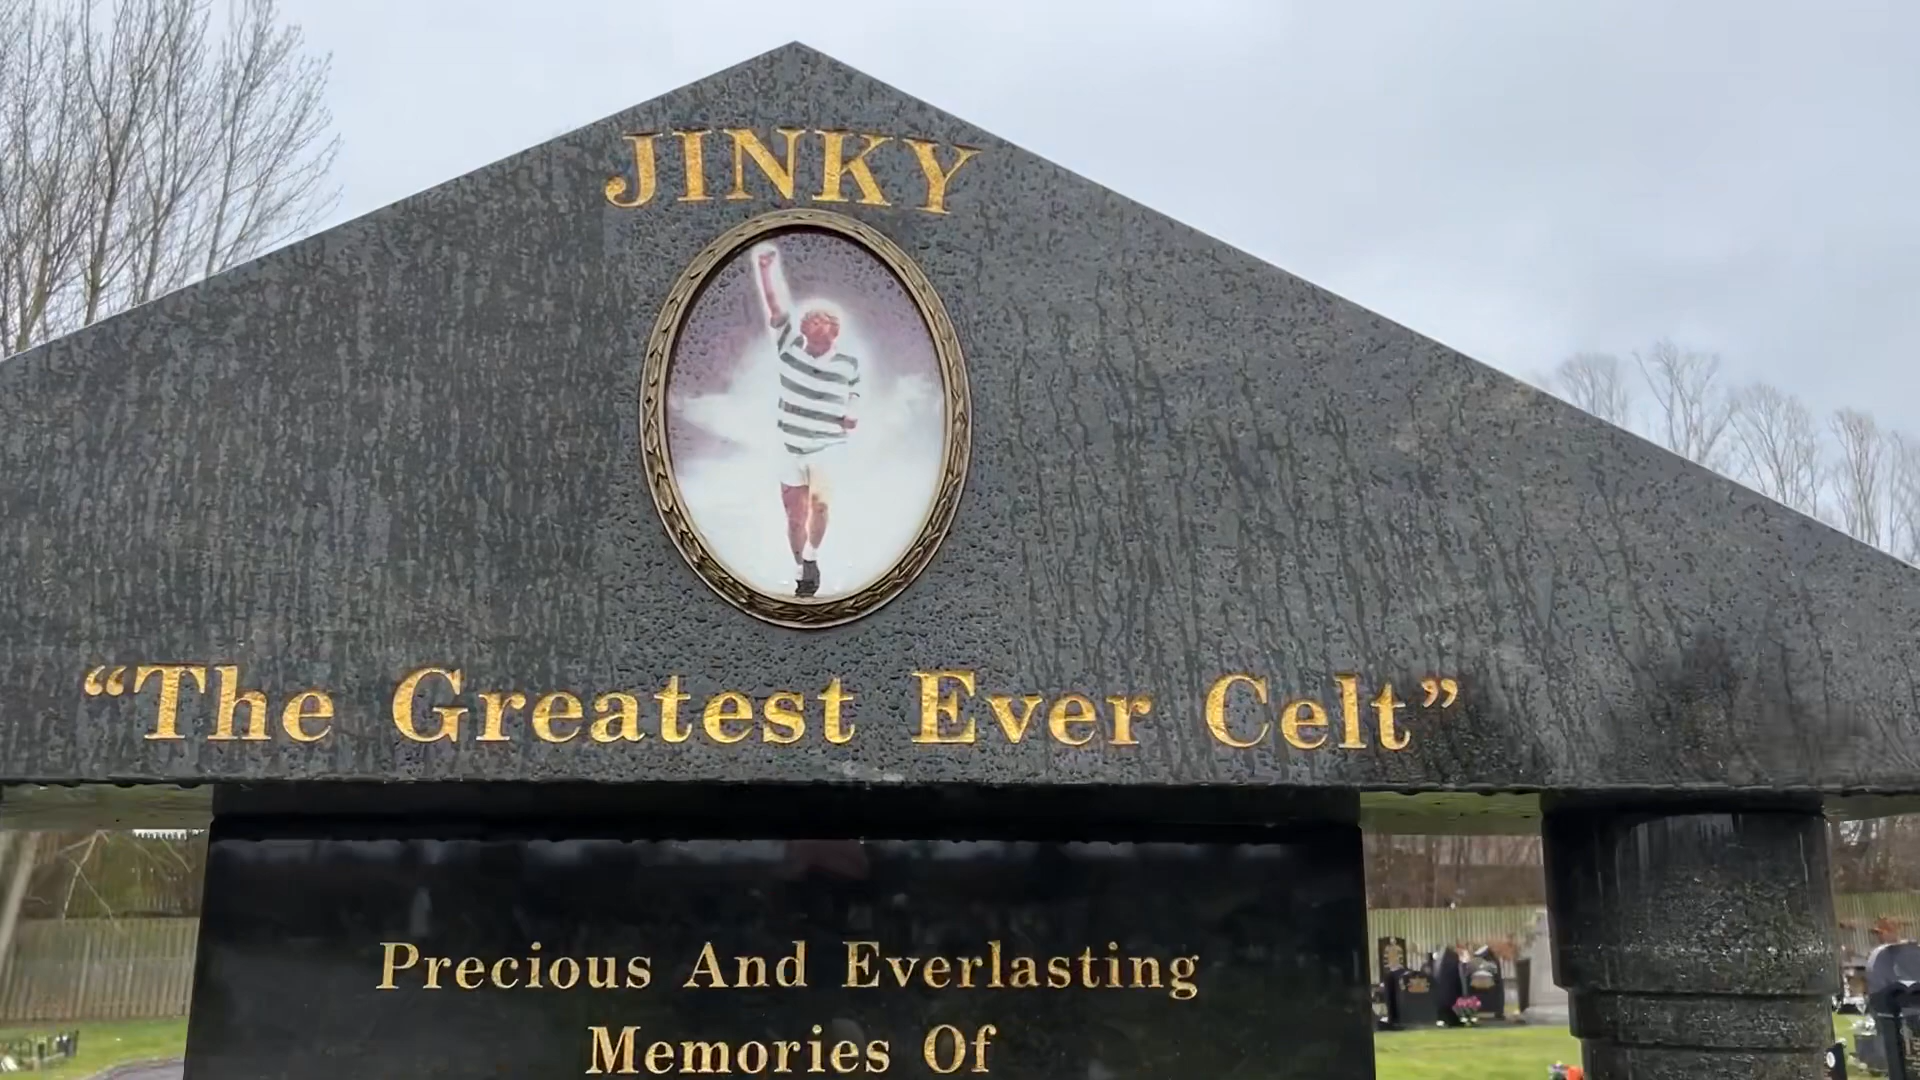 JINKY
“The Greatest Ever Celt”
Precious And Everlasting
Memories Of